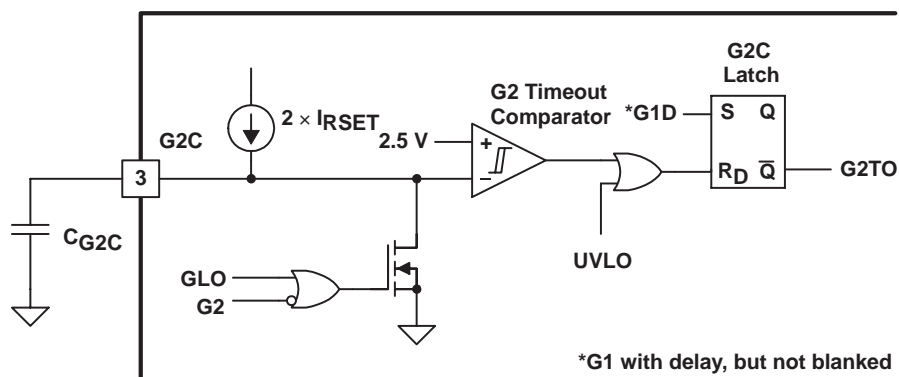 G2C
Latch
G2 Timeout
Comparator
*G1D
S Q
2 × IRSET
G2C
2.5 V
+
3
−
RD Q̅
G2TO
CG2C
UVLO
GLO
G2
*G1 with delay, but not blanked